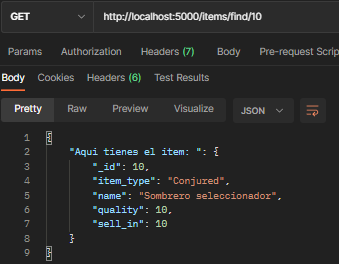 GET http://localhost:5000/items/find/10
Params Authorization Headers (7) Body Pre-request Scrip
Body Cookies Headers (6) Test Results
Pretty Raw Preview Visualize JSON
1 {
2 "Aqui tienes el item: ": {
3 "_id": 10,
4 "item_type": "Conjured",
5 "name": "Sombrero seleccionador",
6 "quality": 10,
7 "sell_in": 10
8 }
9 }